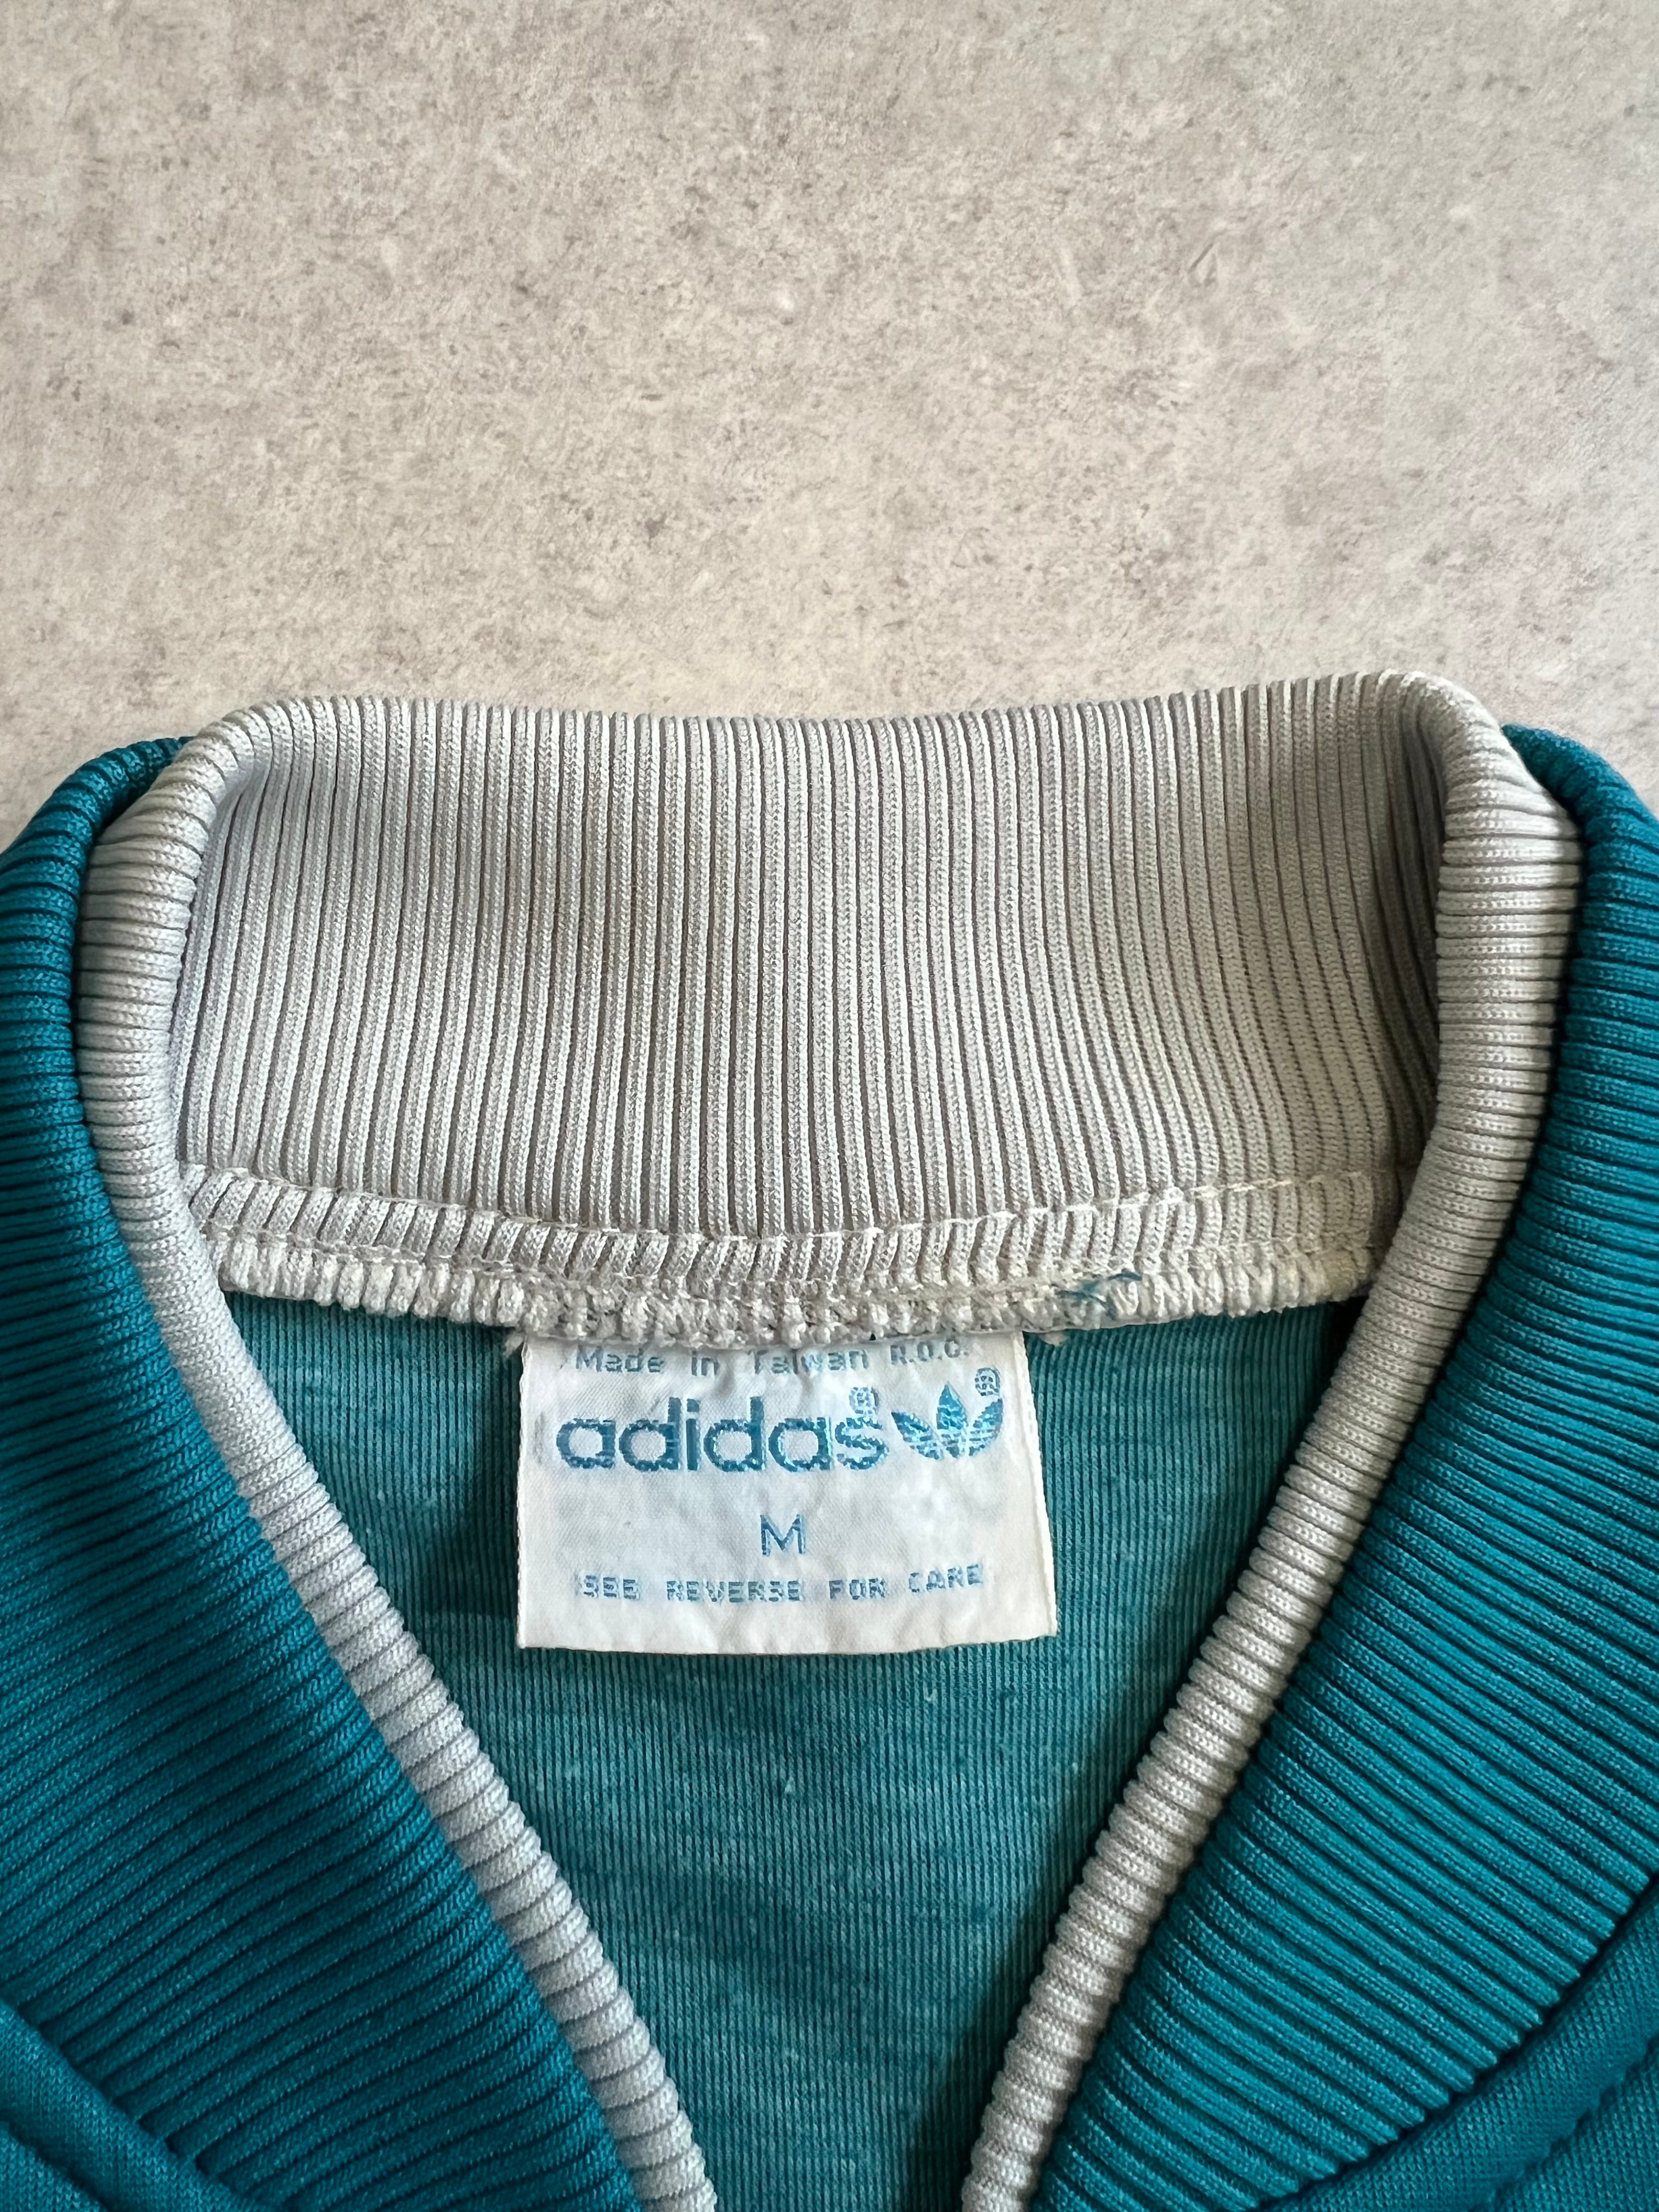 Made in Taiwan R.O.C.
adidas® ®
M
SEE REVERSE FOR CARE